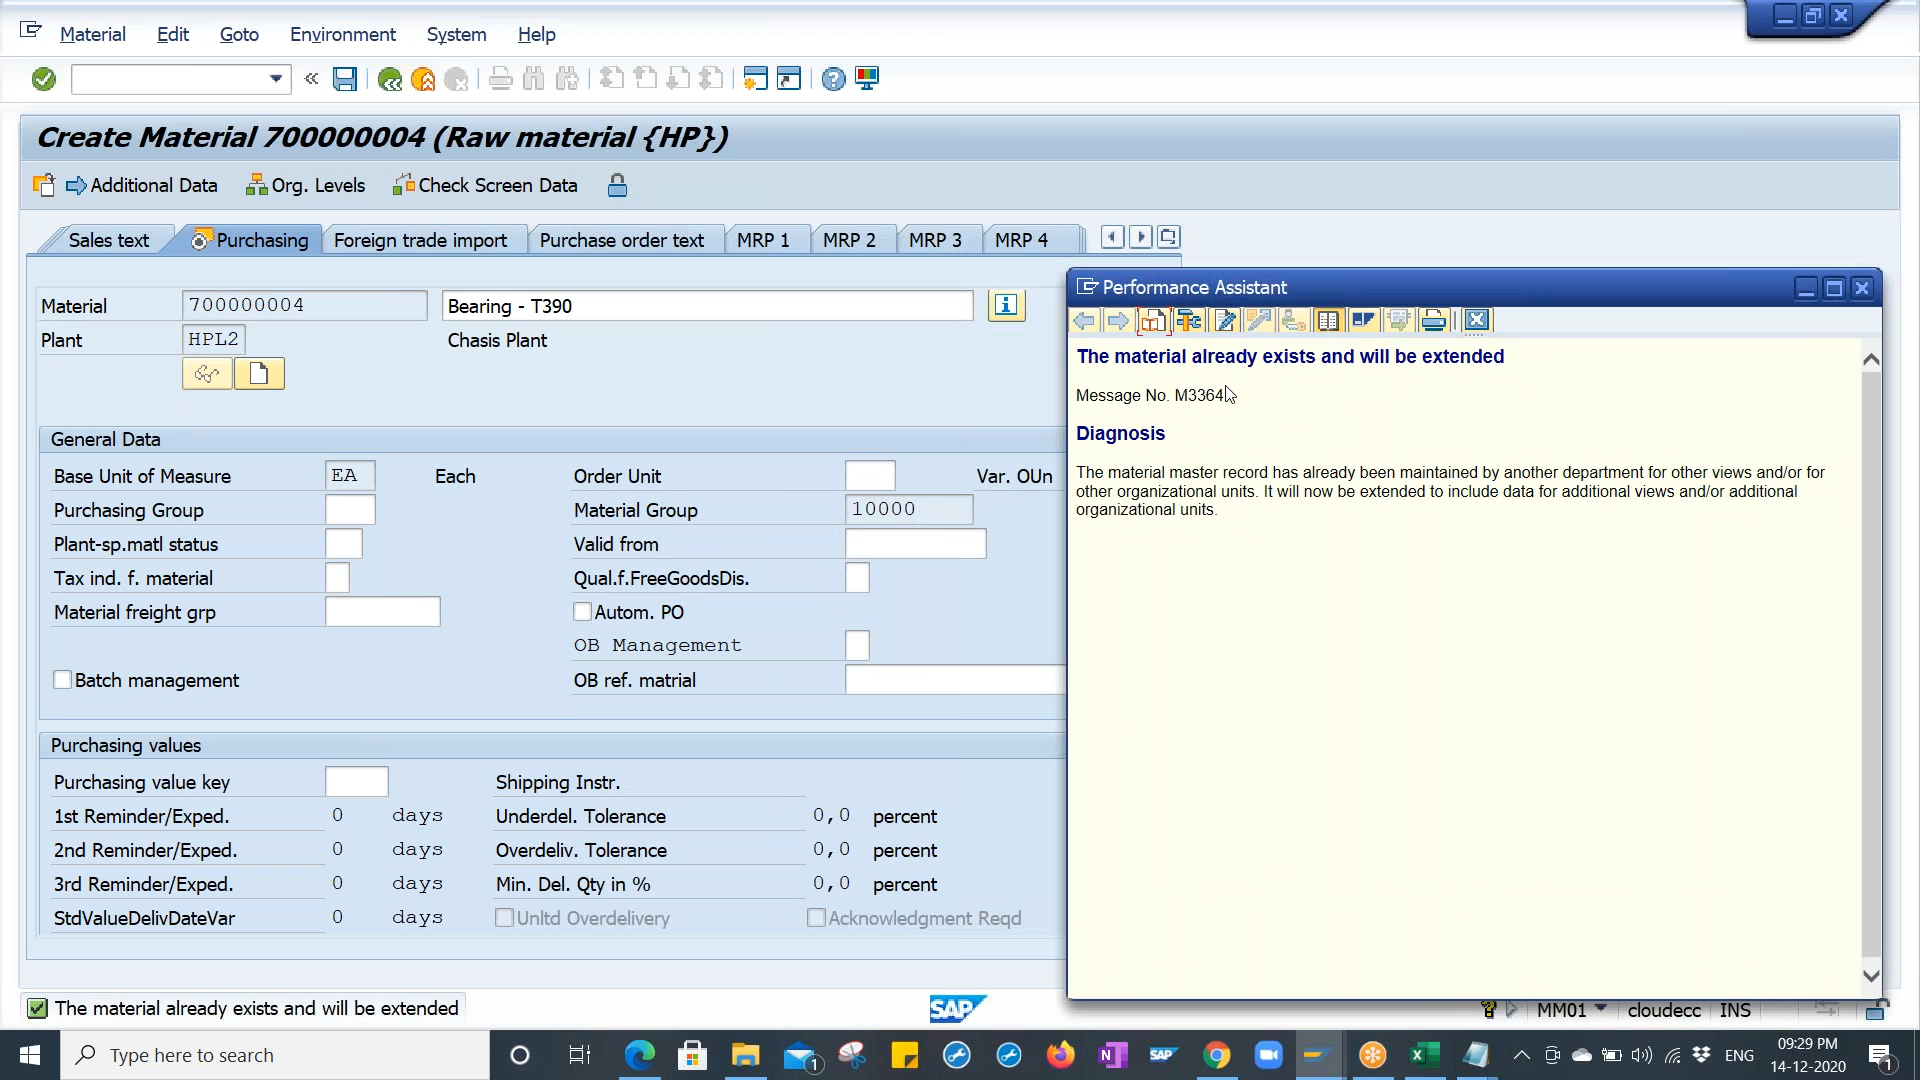 Material Edit Goto Environment System Help
Create Material 700000004 (Raw material {HP})
Additional Data Org. Levels Check Screen Data
Sales text Purchasing Foreign trade import Purchase order text MRP 1 MRP 2 MRP 3 MRP 4
Material 700000004 Bearing - T390
Plant HPL2 Chasis Plant
General Data
Base Unit of Measure EA Each Order Unit Var. OUn
Purchasing Group Material Group 10000
Plant-sp.matl status Valid from
Tax ind. f. material Qual.f.FreeGoodsDis.
Material freight grp Autom. PO
OB Management
Batch management OB ref. matrial
Purchasing values
Purchasing value key Shipping Instr.
1st Reminder/Exped. 0 days Underdel. Tolerance 0,0 percent
2nd Reminder/Exped. 0 days Overdeliv. Tolerance 0,0 percent
3rd Reminder/Exped. 0 days Min. Del. Qty in % 0,0 percent
StdValueDelivDateVar 0 days Unltd Overdelivery Acknowledgment Reqd
Performance Assistant
The material already exists and will be extended
Message No. M3364
Diagnosis
The material master record has already been maintained by another department for other views and/or for
other organizational units. It will now be extended to include data for additional views and/or additional
organizational units.
The material already exists and will be extended SAP MM01 cloudecc INS
Type here to search 1 SAP ENG 09:29 PM
14-12-2020 1